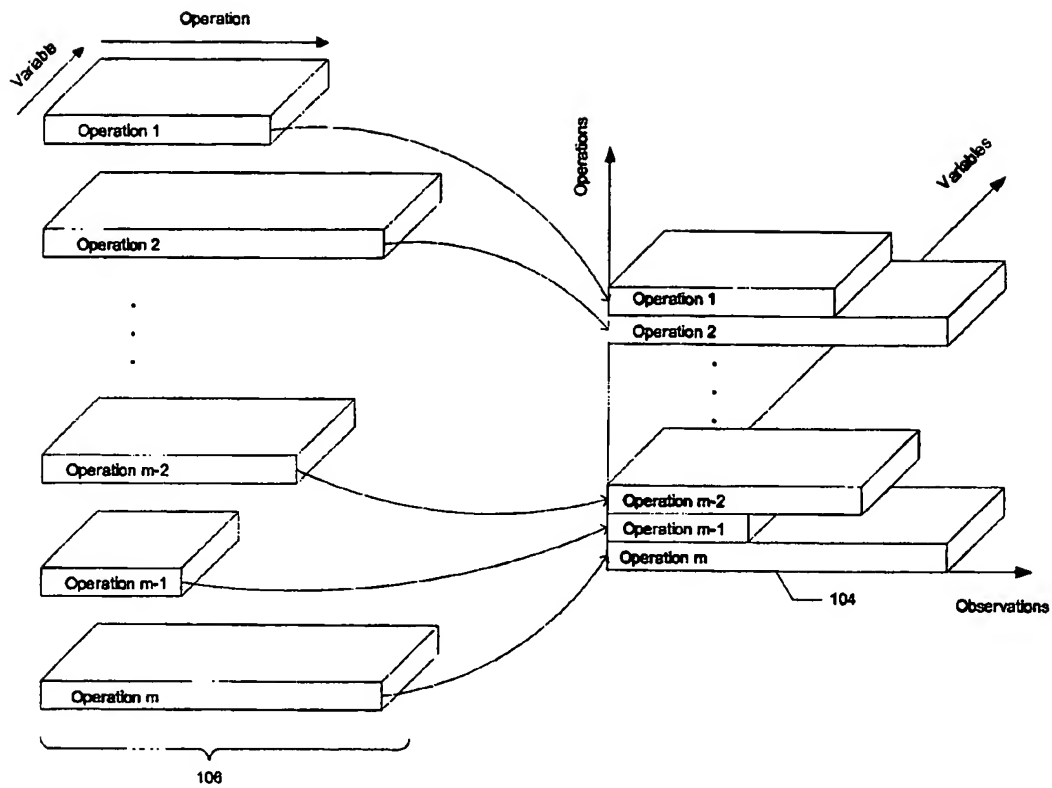 Operation
Variable
Operation 1
Operation 2
Operation m-2
Operation m-1
Operation m
106
Operations
Variables
Operation 1
Operation 2
Operation m-2
Operation m-1
Operation m
104
Observations